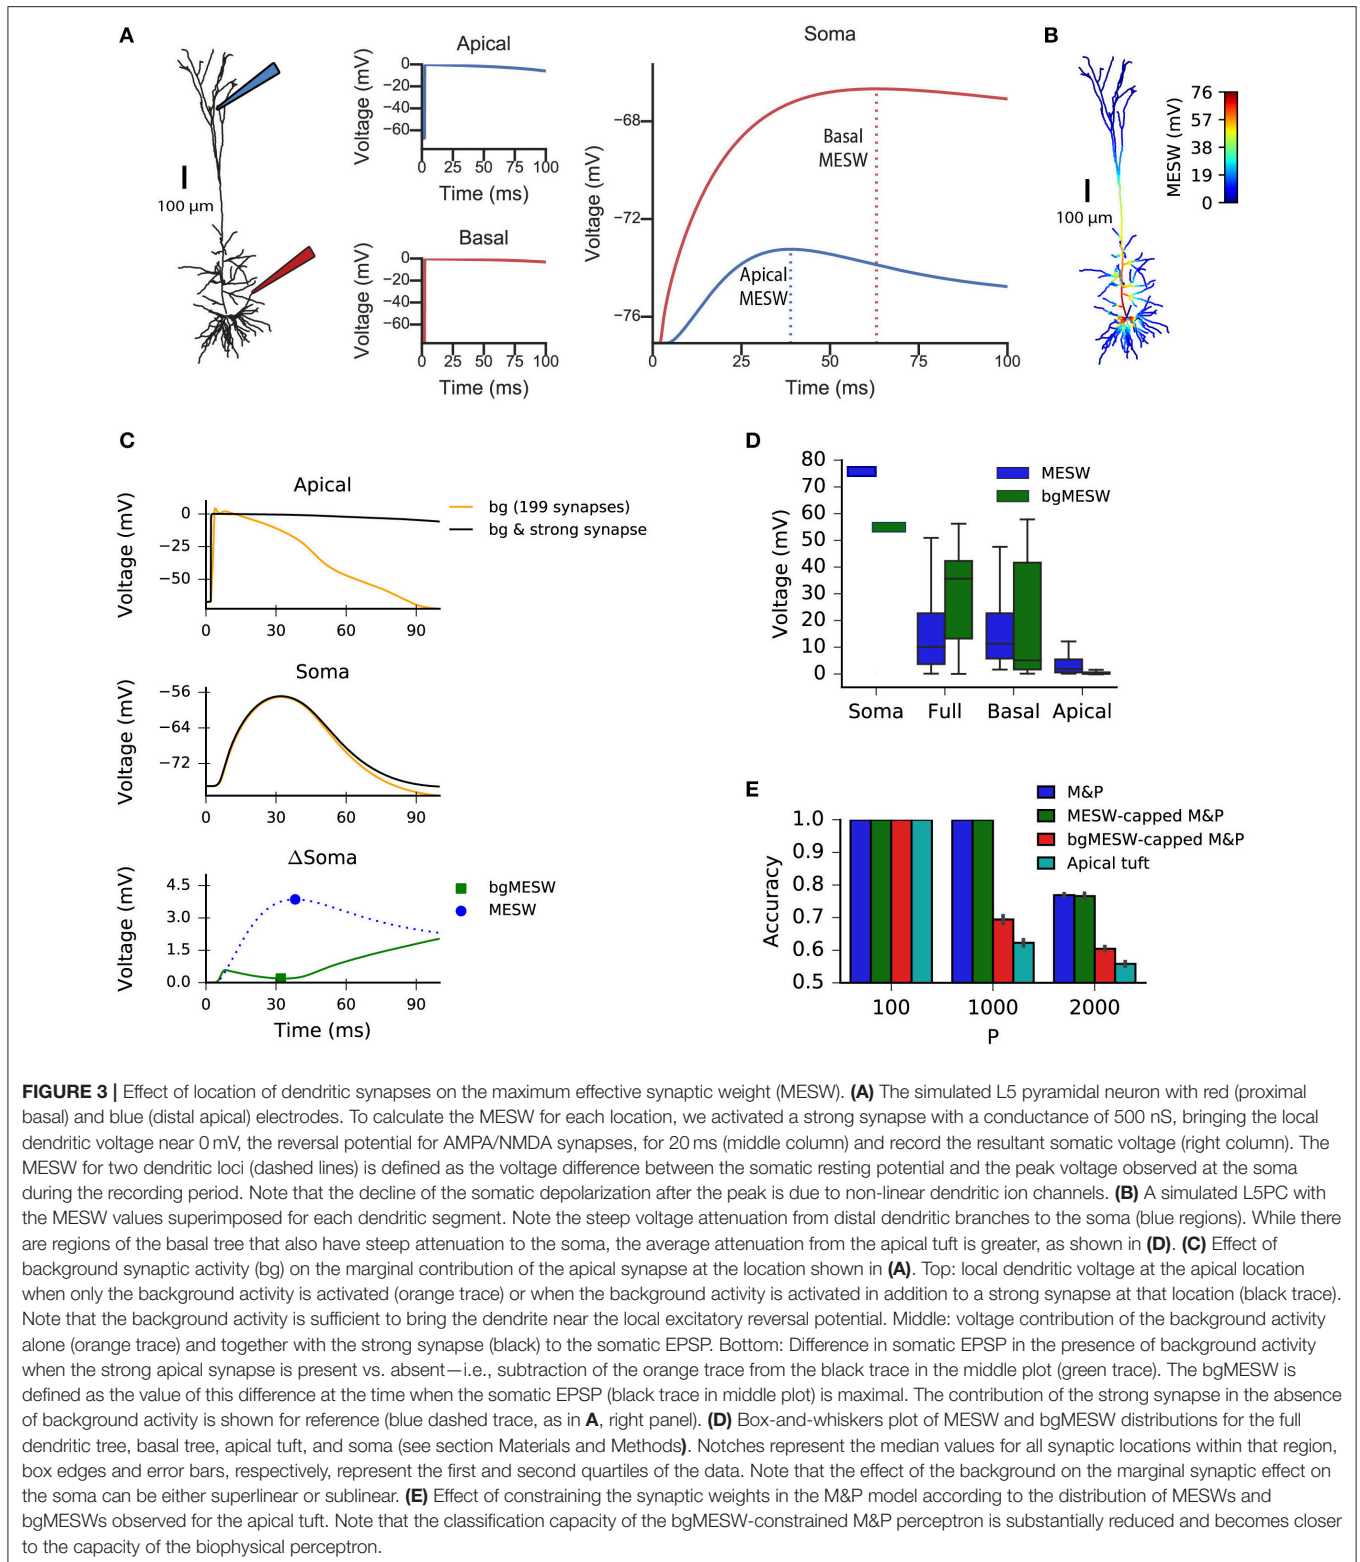 A
Apical
Voltage (mV)
0
−20
−40
−60
0 25 50 75 100
Time (ms)
100 µm
Basal
Voltage (mV)
0
−20
−40
−60
0 25 50 75 100
Time (ms)
Soma
Voltage (mV)
−68
−72
−76
Basal
MESW
Apical
MESW
0 25 50 75 100
Time (ms)
B
100 µm
MESW (mV)
76
57
38
19
0
C
Apical
Voltage (mV)
0
−25
−50
0 30 60 90
bg (199 synapses)
bg & strong synapse
Soma
Voltage (mV)
−56
−64
−72
0 30 60 90
ΔSoma
Voltage (mV)
4.5
3.0
1.5
0.0
0 30 60 90
Time (ms)
bgMESW
MESW
D
Voltage (mV)
80
70
60
50
40
30
20
10
0
MESW
bgMESW
Soma Full Basal Apical
E
Accuracy
1.0
0.9
0.8
0.7
0.6
0.5
M&P
MESW-capped M&P
bgMESW-capped M&P
Apical tuft
100 1000 2000
P
FIGURE 3 | Effect of location of dendritic synapses on the maximum effective synaptic weight (MESW). (A) The simulated L5 pyramidal neuron with red (proximal
basal) and blue (distal apical) electrodes. To calculate the MESW for each location, we activated a strong synapse with a conductance of 500 nS, bringing the local
dendritic voltage near 0 mV, the reversal potential for AMPA/NMDA synapses, for 20 ms (middle column) and record the resultant somatic voltage (right column). The
MESW for two dendritic loci (dashed lines) is defined as the voltage difference between the somatic resting potential and the peak voltage observed at the soma
during the recording period. Note that the decline of the somatic depolarization after the peak is due to non-linear dendritic ion channels. (B) A simulated L5PC with
the MESW values superimposed for each dendritic segment. Note the steep voltage attenuation from distal dendritic branches to the soma (blue regions). While there
are regions of the basal tree that also have steep attenuation to the soma, the average attenuation from the apical tuft is greater, as shown in (D). (C) Effect of
background synaptic activity (bg) on the marginal contribution of the apical synapse at the location shown in (A). Top: local dendritic voltage at the apical location
when only the background activity is activated (orange trace) or when the background activity is activated in addition to a strong synapse at that location (black trace).
Note that the background activity is sufficient to bring the dendrite near the local excitatory reversal potential. Middle: voltage contribution of the background activity
alone (orange trace) and together with the strong synapse (black) to the somatic EPSP. Bottom: Difference in somatic EPSP in the presence of background activity
when the strong apical synapse is present vs. absent—i.e., subtraction of the orange trace from the black trace in the middle plot (green trace). The bgMESW is
defined as the value of this difference at the time when the somatic EPSP (black trace in middle plot) is maximal. The contribution of the strong synapse in the absence
of background activity is shown for reference (blue dashed trace, as in A, right panel). (D) Box-and-whiskers plot of MESW and bgMESW distributions for the full
dendritic tree, basal tree, apical tuft, and soma (see section Materials and Methods). Notches represent the median values for all synaptic locations within that region,
box edges and error bars, respectively, represent the first and second quartiles of the data. Note that the effect of the background on the marginal synaptic effect on
the soma can be either superlinear or sublinear. (E) Effect of constraining the synaptic weights in the M&P model according to the distribution of MESWs and
bgMESWs observed for the apical tuft. Note that the classification capacity of the bgMESW-constrained M&P perceptron is substantially reduced and becomes closer
to the capacity of the biophysical perceptron.